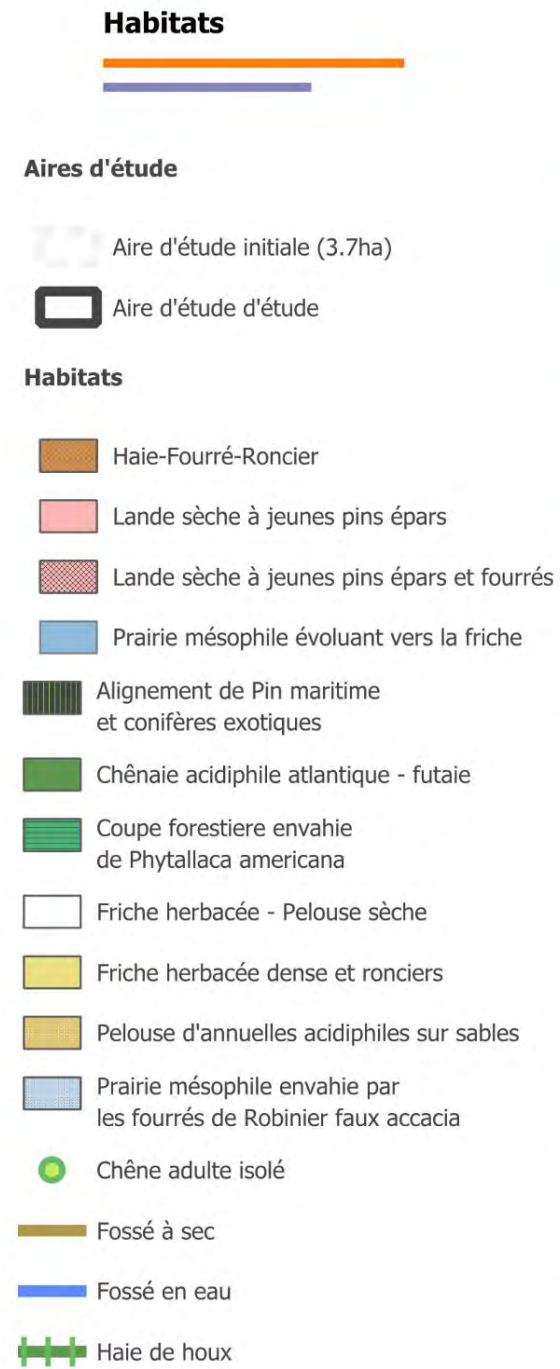 Habitats
Aires d'étude
Aire d'étude initiale (3.7ha)
Aire d'étude d'étude
Habitats
Haie-Fourré-Roncier
Lande sèche à jeunes pins épars
Lande sèche à jeunes pins épars et fourrés
Prairie mésophile évoluant vers la friche
Alignement de Pin maritime
et conifères exotiques
Chênaie acidiphile atlantique - futaie
Coupe forestiere envahie
de Phytallaca americana
Friche herbacée - Pelouse sèche
Friche herbacée dense et ronciers
Pelouse d'annuelles acidiphiles sur sables
Prairie mésophile envahie par
les fourrés de Robinier faux accacia
Chêne adulte isolé
Fossé à sec
Fossé en eau
Haie de houx